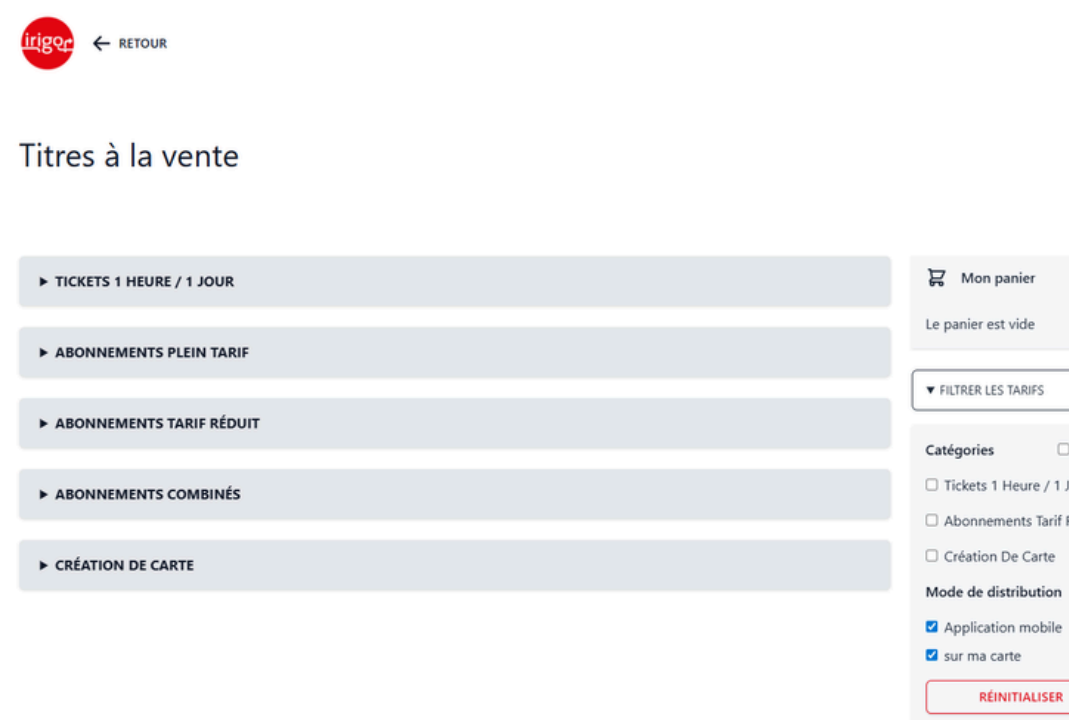 irigo
RETOUR
Titres à la vente
TICKETS 1 HEURE / 1 JOUR
ABONNEMENTS PLEIN TARIF
ABONNEMENTS TARIF RÉDUIT
ABONNEMENTS COMBINÉS
CRÉATION DE CARTE
Mon panier
Le panier est vide
FILTRER LES TARIFS
Catégories
Tickets 1 Heure / 1
Abonnements Tarif
Création De Carte
Mode de distribution
Application mobile
sur ma carte
RÉINITIALISER